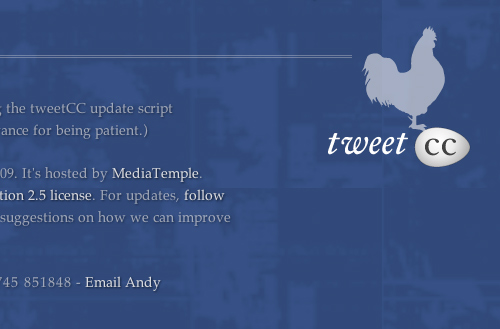 the tweetCC update script
vance for being patient.)
tweet cc
09. It's hosted by MediaTemple.
tion 2.5 license. For updates, follow
suggestions on how we can improve
745 851848 - Email Andy